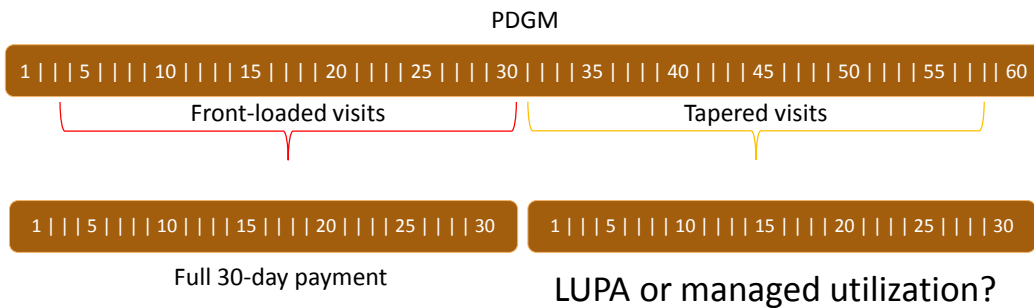 PDGM
1 | | | 5 | | | | 10 | | | | 15 | | | | 20 | | | | 25 | | | | 30 | | | | 35 | | | | 40 | | | | 45 | | | | 50 | | | | 55 | | | | 60
Front-loaded visits Tapered visits
1 | | | 5 | | | | 10 | | | | 15 | | | | 20 | | | | 25 | | | | 30 1 | | | 5 | | | | 10 | | | | 15 | | | | 20 | | | | 25 | | | | 30
Full 30-day payment LUPA or managed utilization?